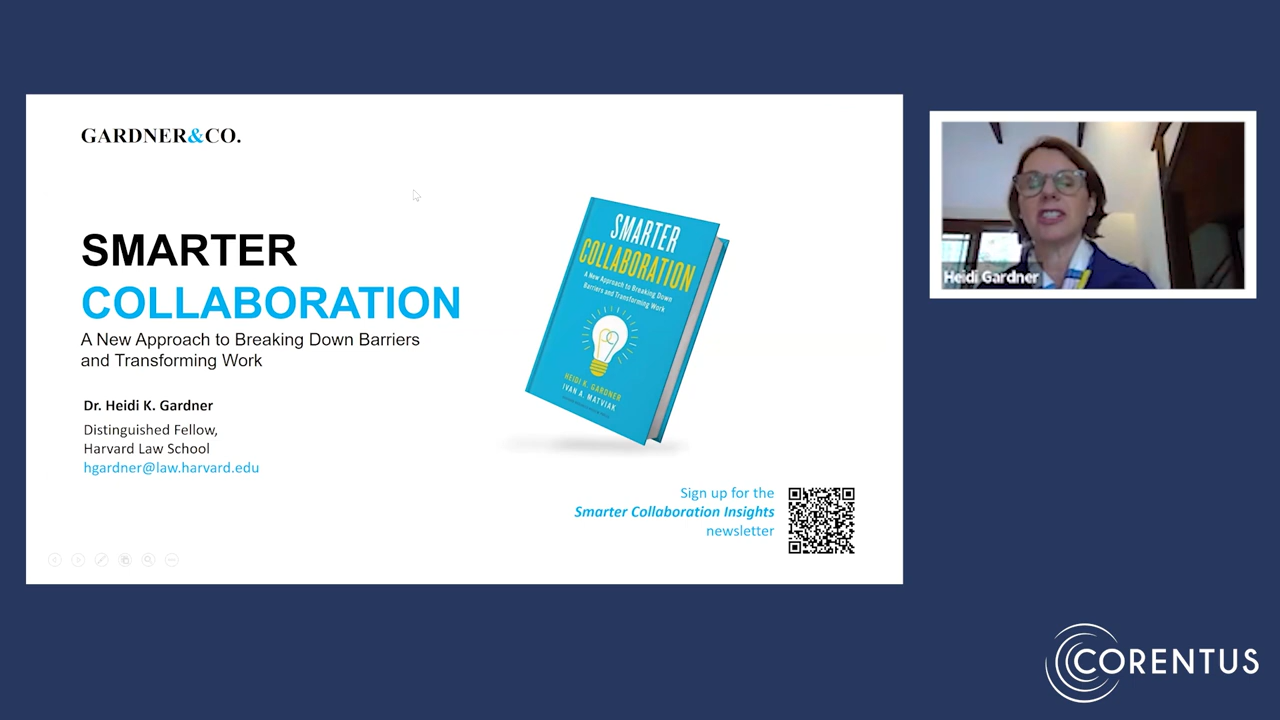 GARDNER&CO.
SMARTER
COLLABORATION
A New Approach to Breaking Down Barriers
and Transforming Work
Dr. Heidi K. Gardner
Distinguished Fellow,
Harvard Law School
hgardner@law.harvard.edu
SMARTER
COLLABORATION
A New Approach to Breaking Down
Barriers and Transforming Work
HEIDI K. GARDNER
IVAN A. MATVIAK
Sign up for the
Smarter Collaboration Insights
newsletter
Heidi Gardner
CORENTUS